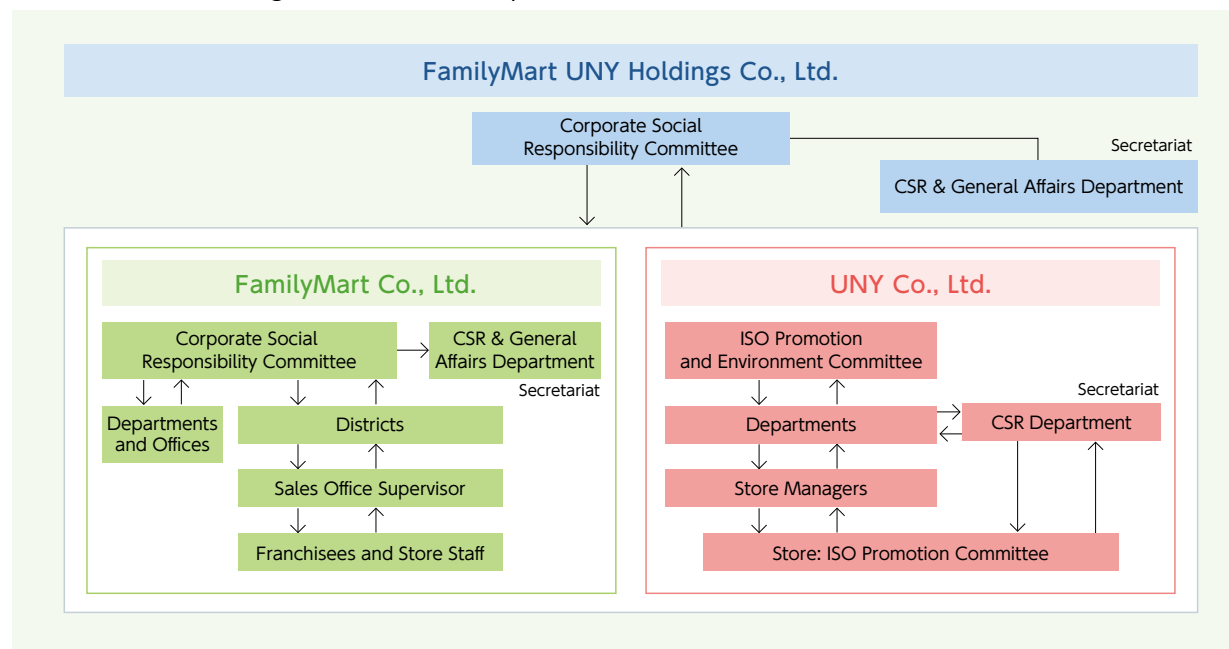 FamilyMart UNY Holdings Co., Ltd.
Corporate Social
Responsibility Committee
Secretariat
CSR & General Affairs Department
FamilyMart Co., Ltd.
Corporate Social
Responsibility Committee
CSR & General
Affairs Department
Secretariat
Departments
and Offices
Districts
Sales Office Supervisor
Franchisees and Store Staff
UNY Co., Ltd.
ISO Promotion
and Environment Committee
Secretariat
Departments
CSR Department
Store Managers
Store: ISO Promotion Committee